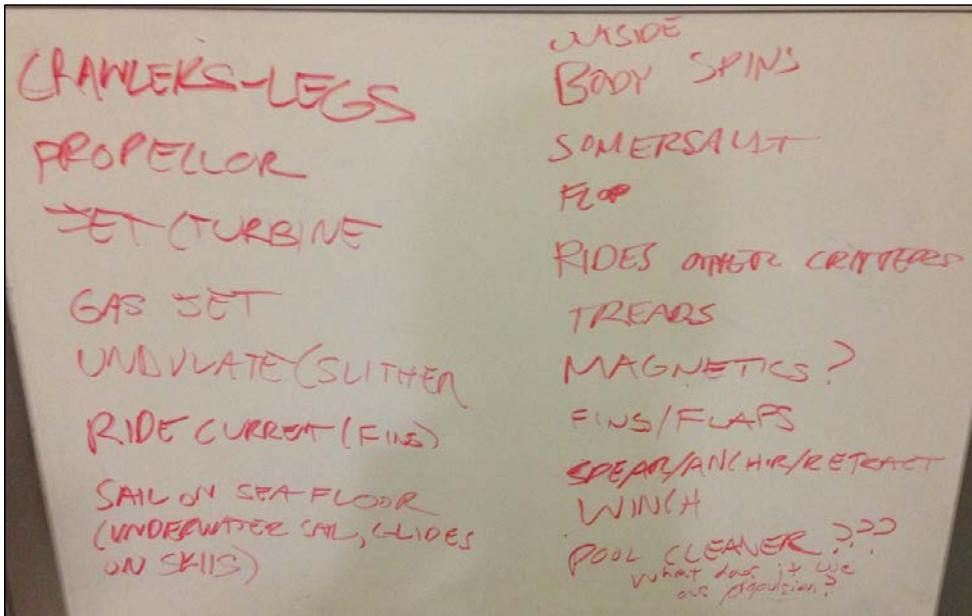 CRAWLERS-LEGS
PROPELLOR
JET (TURBINE
GAS JET
UNDULATE (SLITHER
RIDE CURRENT (FINS)
SAIL ON SEA-FLOOR
(UNDERWATER SAIL, GLIDES
ON SKIIS)
BODY SPINS
SOMERSAULT
FLOP
RIDES OTHER CRITTERS
TREADS
MAGNETICS?
FINS/FLAPS
SPEAR/ANCHOR/RETRACT
WINCH
POOL CLEANER???
What does it use
as propulsion?